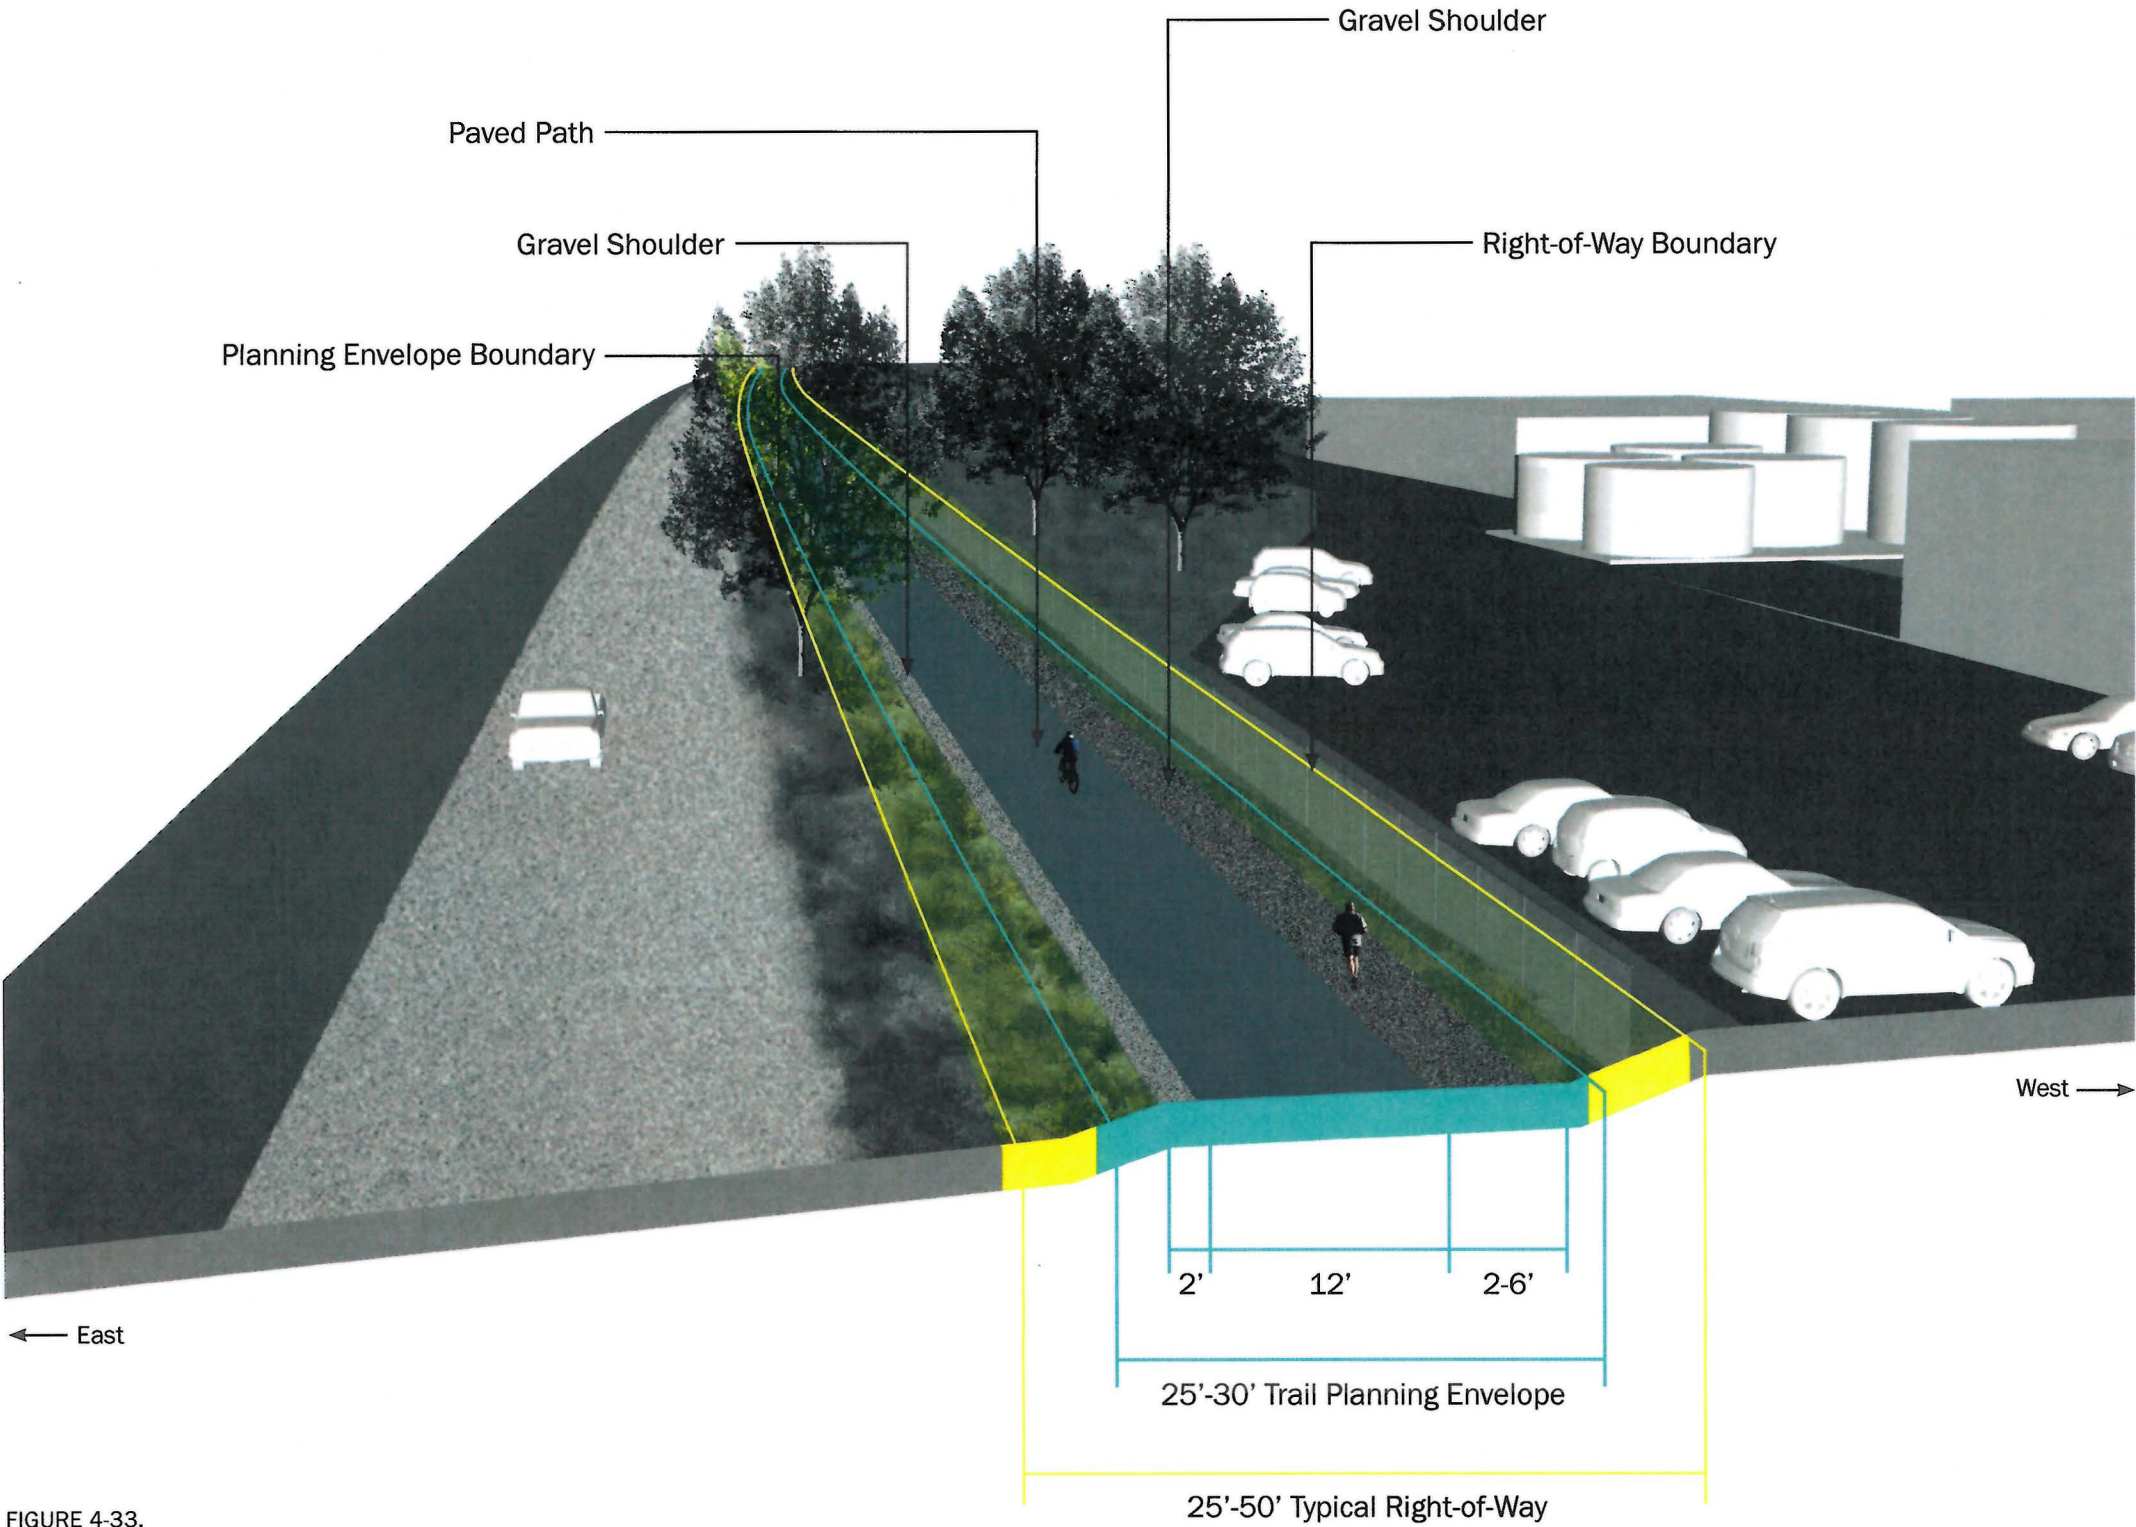 Gravel Shoulder
Paved Path
Gravel Shoulder
Right-of-Way Boundary
Planning Envelope Boundary
West
2’
12’
2-6’
East
25’-30’ Trail Planning Envelope
25’-50’ Typical Right-of-Way
FIGURE 4-33.